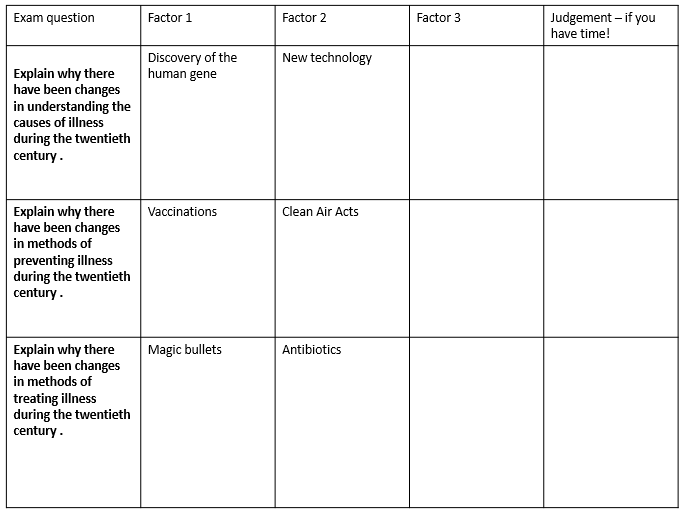 Exam question
Factor 1
Factor 2
Factor 3
Judgement – if you
have time!
Explain why there
have been changes
in understanding the
causes of illness
during the twentieth
century .
Discovery of the
human gene
New technology
Explain why there
have been changes
in methods of
preventing illness
during the twentieth
century .
Vaccinations
Clean Air Acts
Explain why there
have been changes
in methods of
treating illness
during the twentieth
century .
Magic bullets
Antibiotics